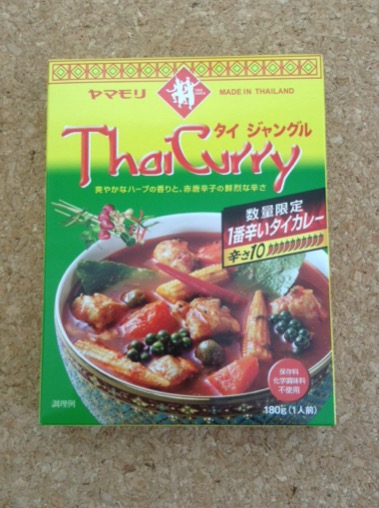 ヤマモリ
MADE IN THAILAND
タイ ジャングル
ThaiCurry
爽やかなハーブの香りと、赤唐辛子の鮮烈な辛さ
数量限定
1番辛いタイカレー
辛さ10
保存料
化学調味料
不使用
調理例
180g(1人前)